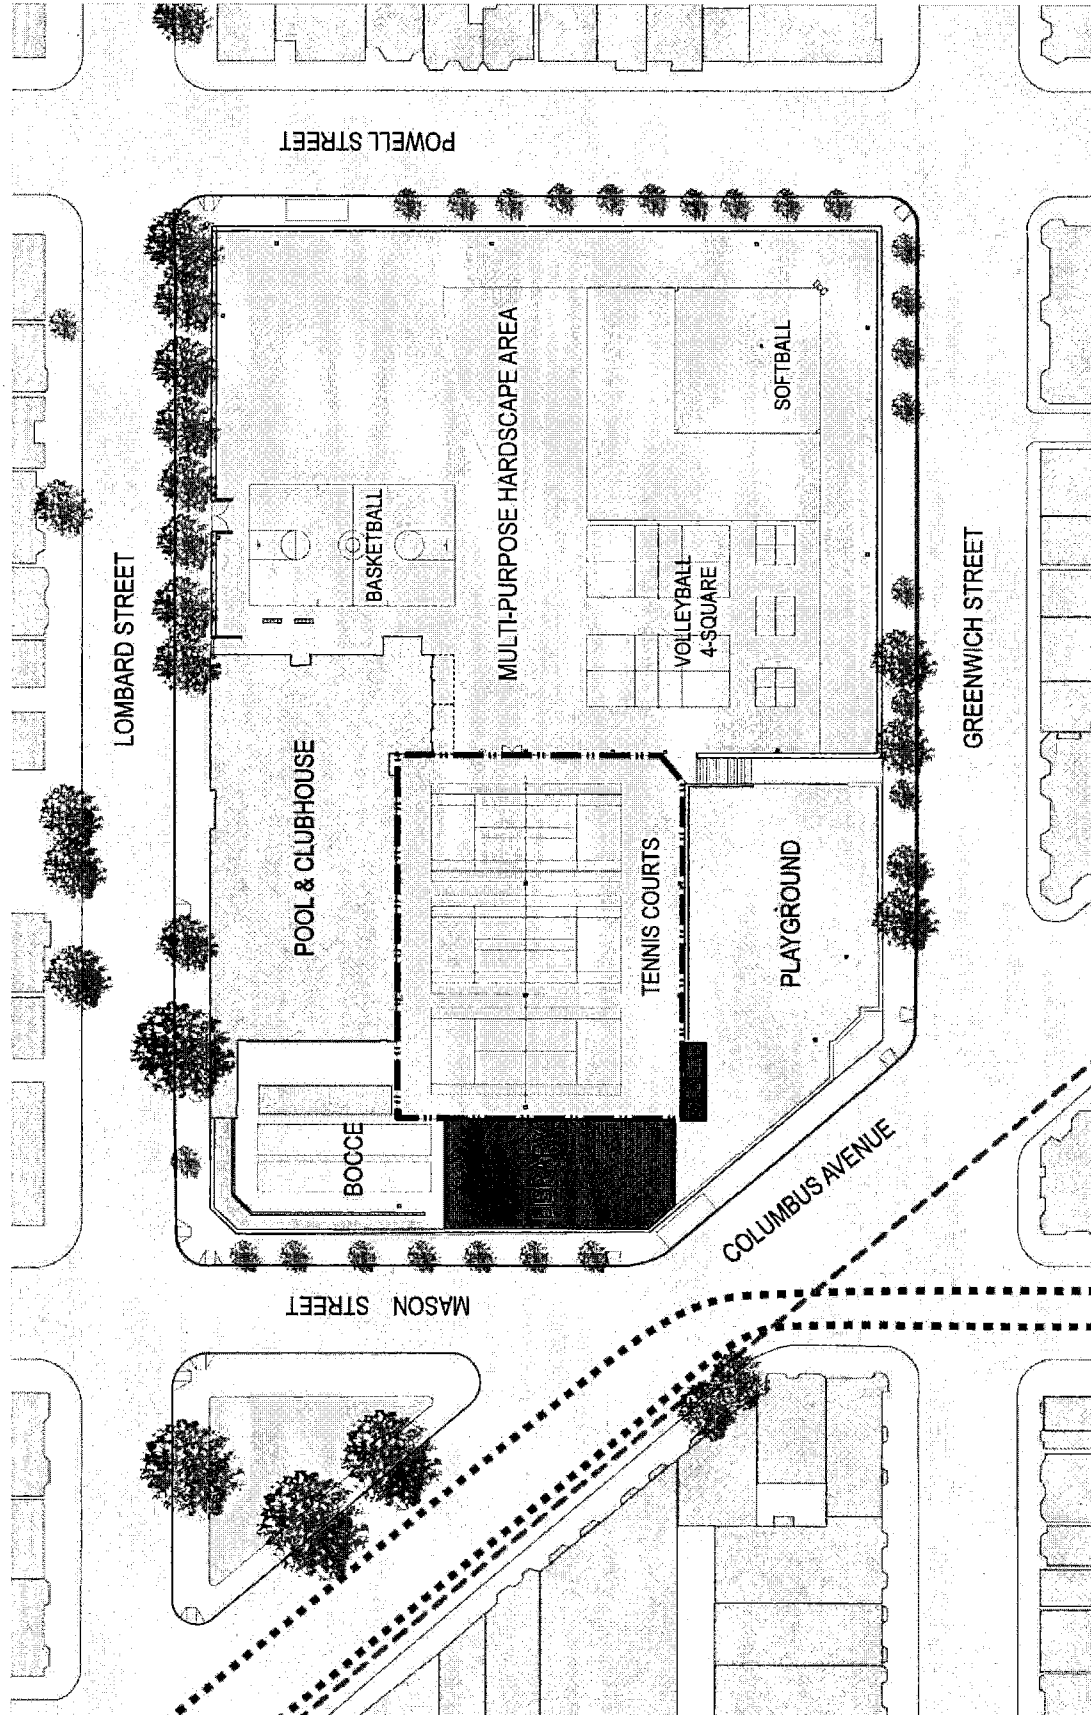 POWELL STREET
LOMBARD STREET
MULTI-PURPOSE HARDSCAPE AREA
SOFTBALL
BASKETBALL
VOLLEYBALL
4-SQUARE
GREENWICH STREET
POOL & CLUBHOUSE
TENNIS COURTS
PLAYGROUND
BOCCE
COLUMBUS AVENUE
MASON STREET